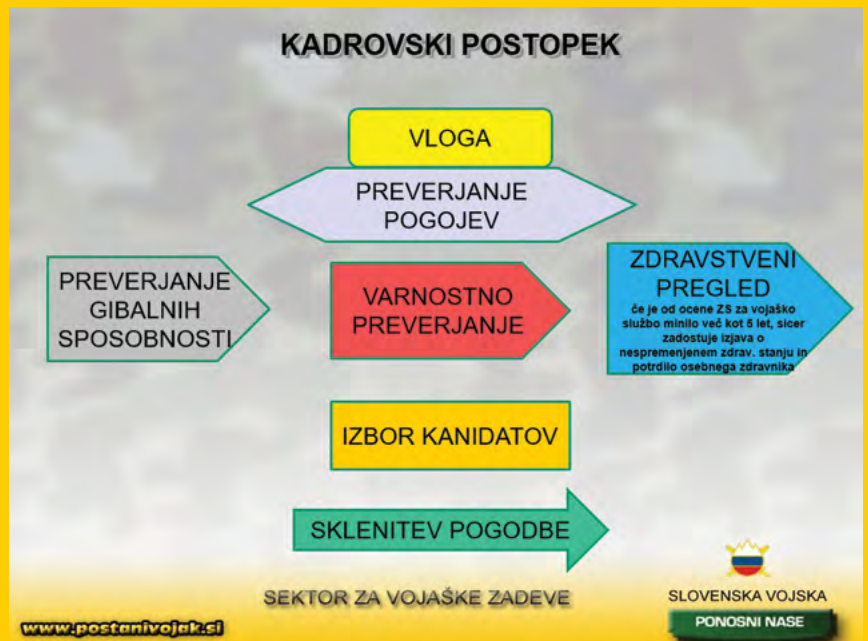 KADROVSKI POSTOPEK
VLOGA
PREVERJANJE
POGOJEV
PREVERJANJE
GIBALNIH
SPOSOBNOSTI
VARNOSTNO
PREVERJANJE
ZDRAVSTVENI
PREGLED
če je od ocene ZS za vojaško
službo minilo več kot 5 let, sicer
zadostuje izjava o
nespremenjenem zdrav. stanju in
potrdilo osebnega zdravnika
IZBOR KANIDATOV
SKLENITEV POGODBE
SEKTOR ZA VOJAŠKE ZADEVE
SLOVENSKA VOJSKA
PONOSNI NASE
www.postanivojak.si